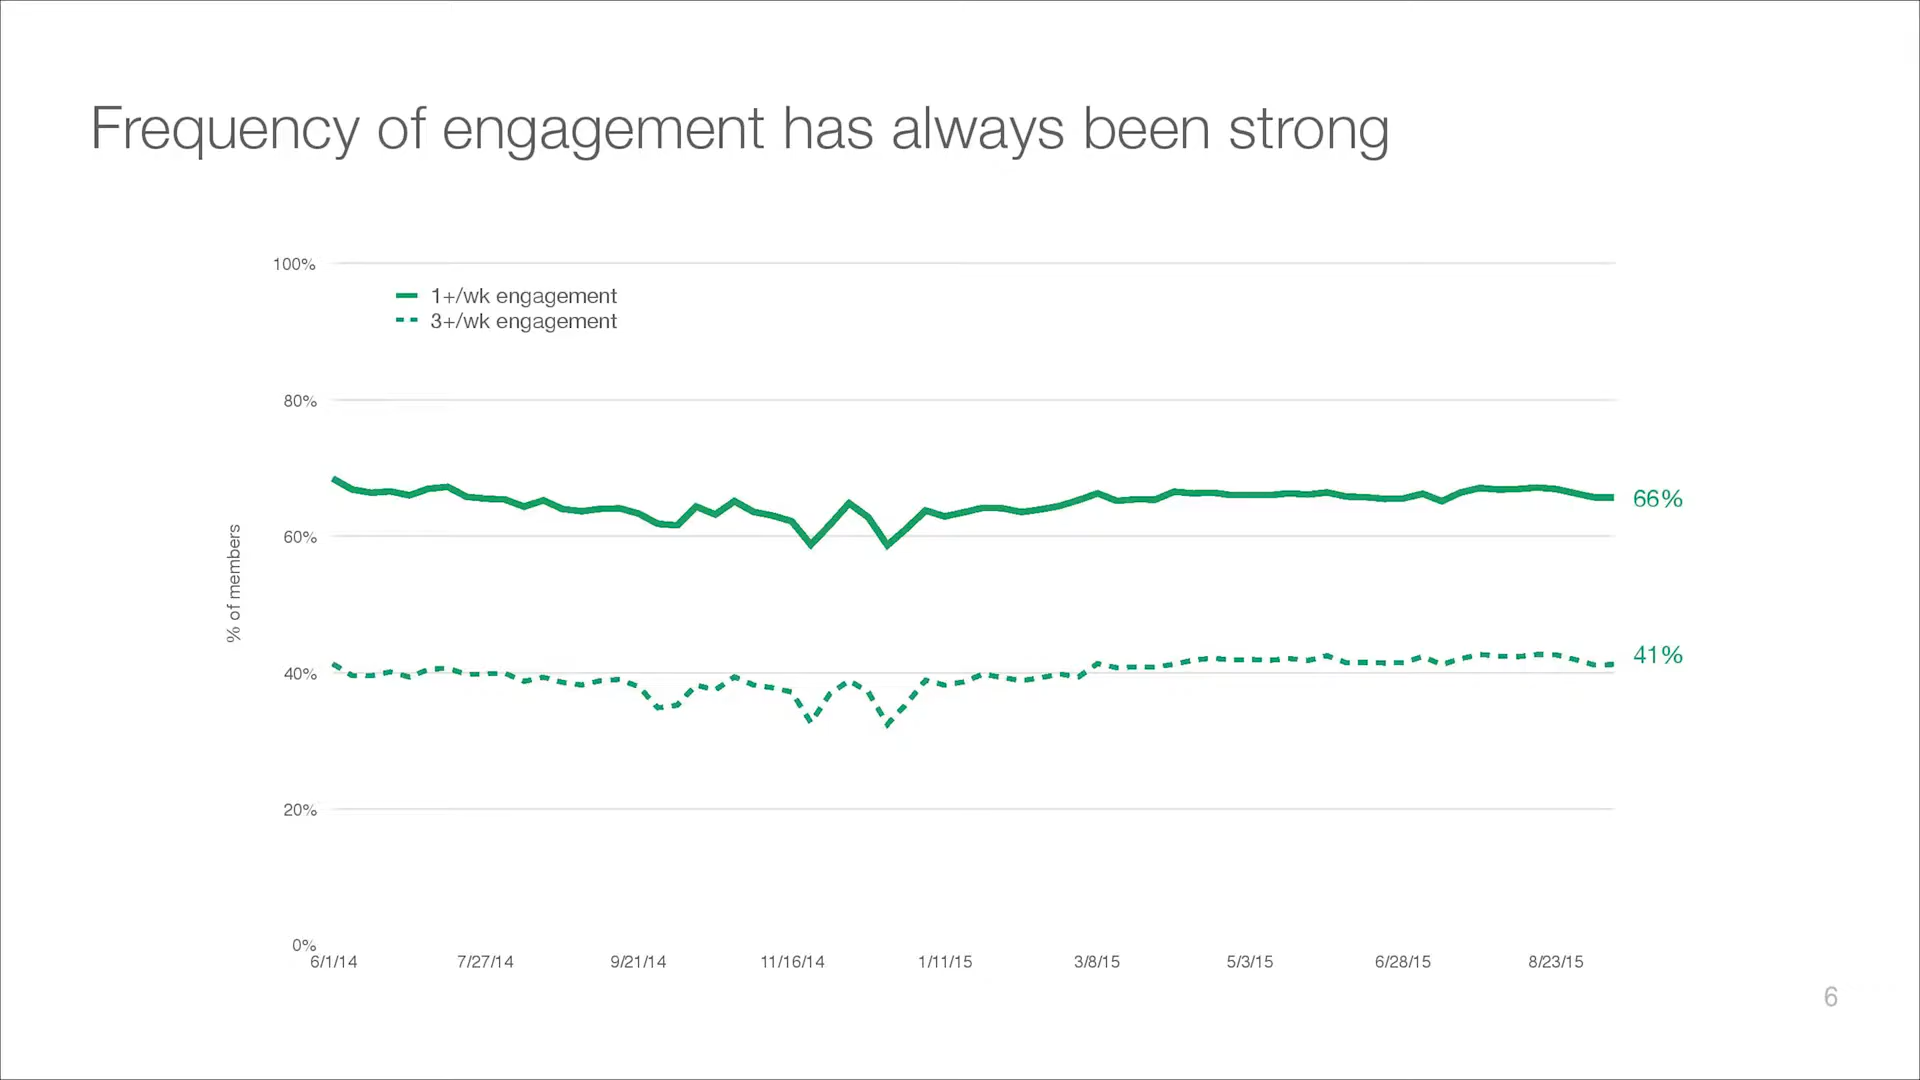 Frequency of engagement has always been strong
100%
1+/wk engagement
3+/wk engagement
80%
66%
60%
% of members
41%
40%
20%
0%
6/1/14 7/27/14 9/21/14 11/16/14 1/11/15 3/8/15 5/3/15 6/28/15 8/23/15
6